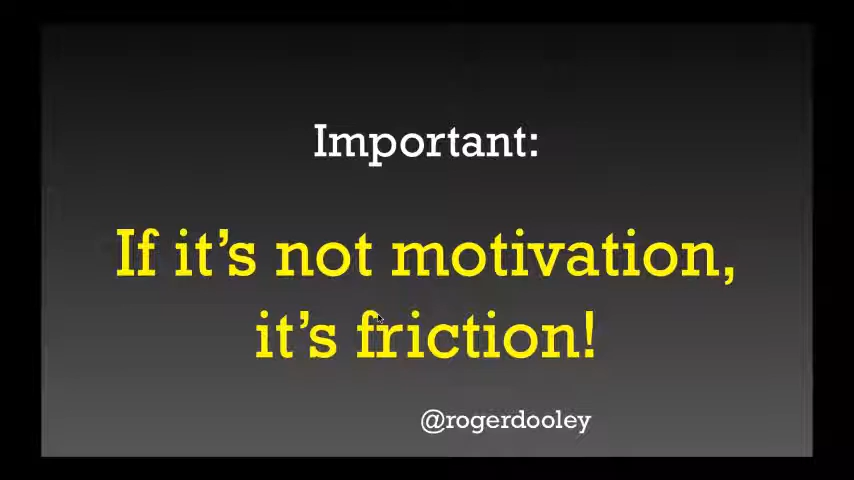 Important:
If it’s not motivation,
it’s friction!
@rogerdooley